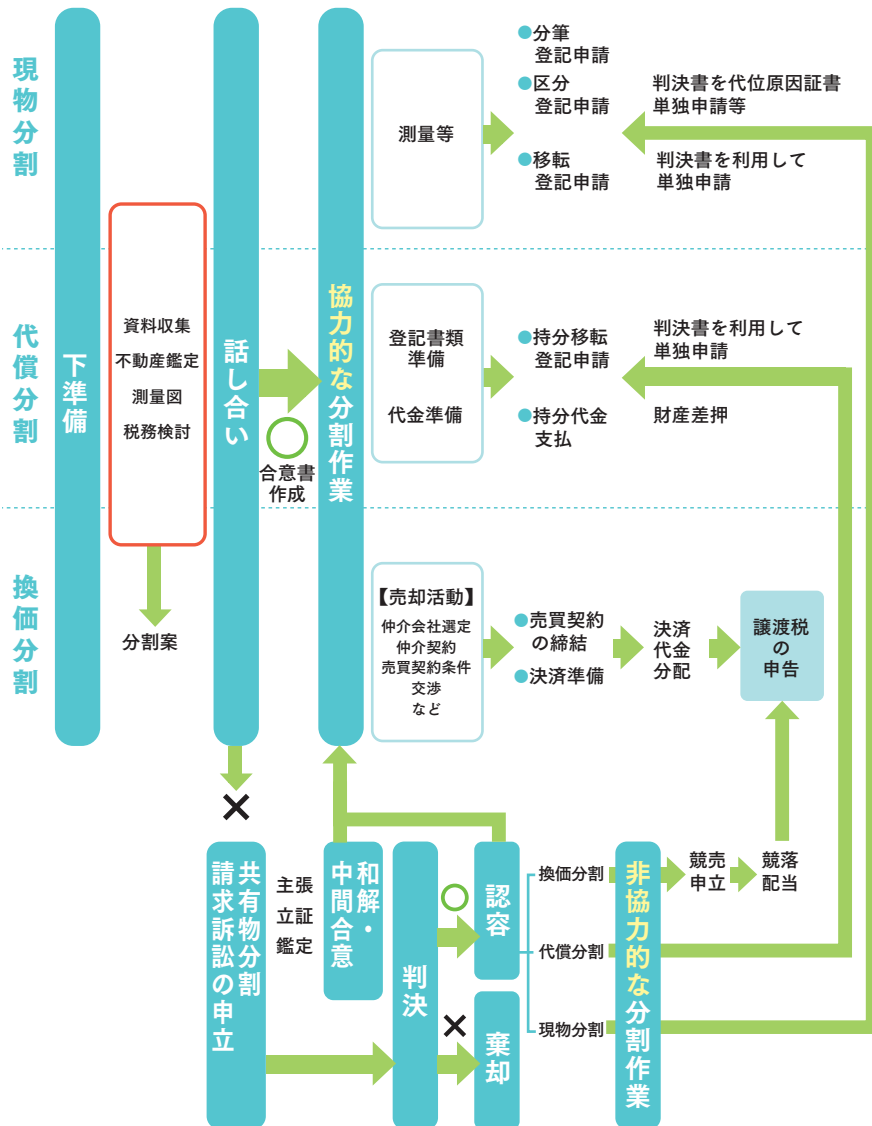 現物分割
代償分割
換価分割
下準備
資料収集
不動産鑑定
測量図
税務検討
分割案
話し合い
合意書
作成
協力的な分割作業
測量等
●分筆
登記申請
●区分
登記申請
●移転
登記申請
判決書を代位原因証書
単独申請等
判決書を利用して
単独申請
登記書類
準備
代金準備
●持分移転
登記申請
●持分代金
支払
判決書を利用して
単独申請
財産差押
【売却活動】
仲介会社選定
仲介契約
売買契約条件
交渉
など
●売買契約
の締結
●決済準備
決済
代金
分配
譲渡税
の
申告
共有物分割
請求訴訟の申立
主張
立証
鑑定
和解・
中間合意
判決
認容
棄却
換価分割
代償分割
現物分割
非協力的な分割作業
競売
申立
競落
配当